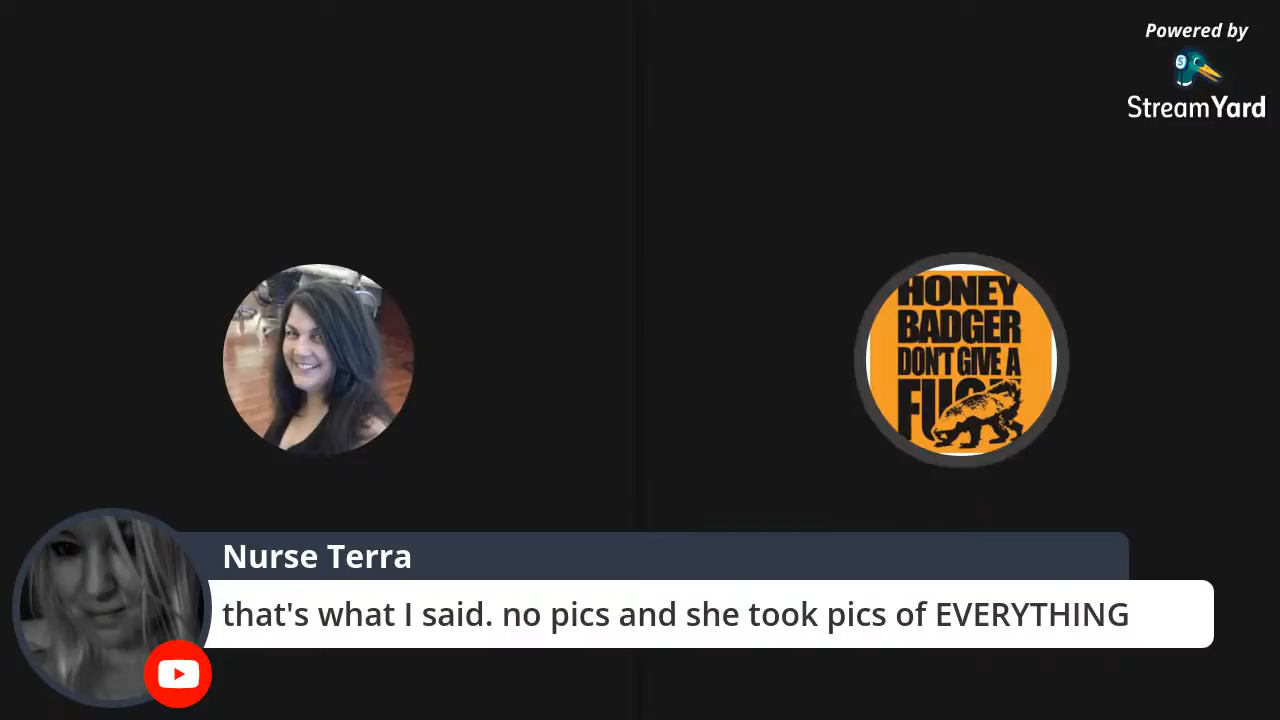 Powered by
StreamYard
HONEY
BADGER
DON'T GIVE A
Nurse Terra
that's what I said. no pics and she took pics of EVERYTHING